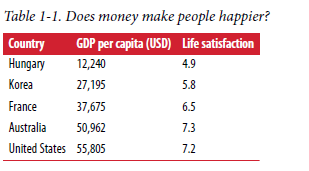 Table 1-1. Does money make people happier?
Country GDP per capita (USD) Life satisfaction
Hungary 12,240 4.9
Korea 27,195 5.8
France 37,675 6.5
Australia 50,962 7.3
United States 55,805 7.2